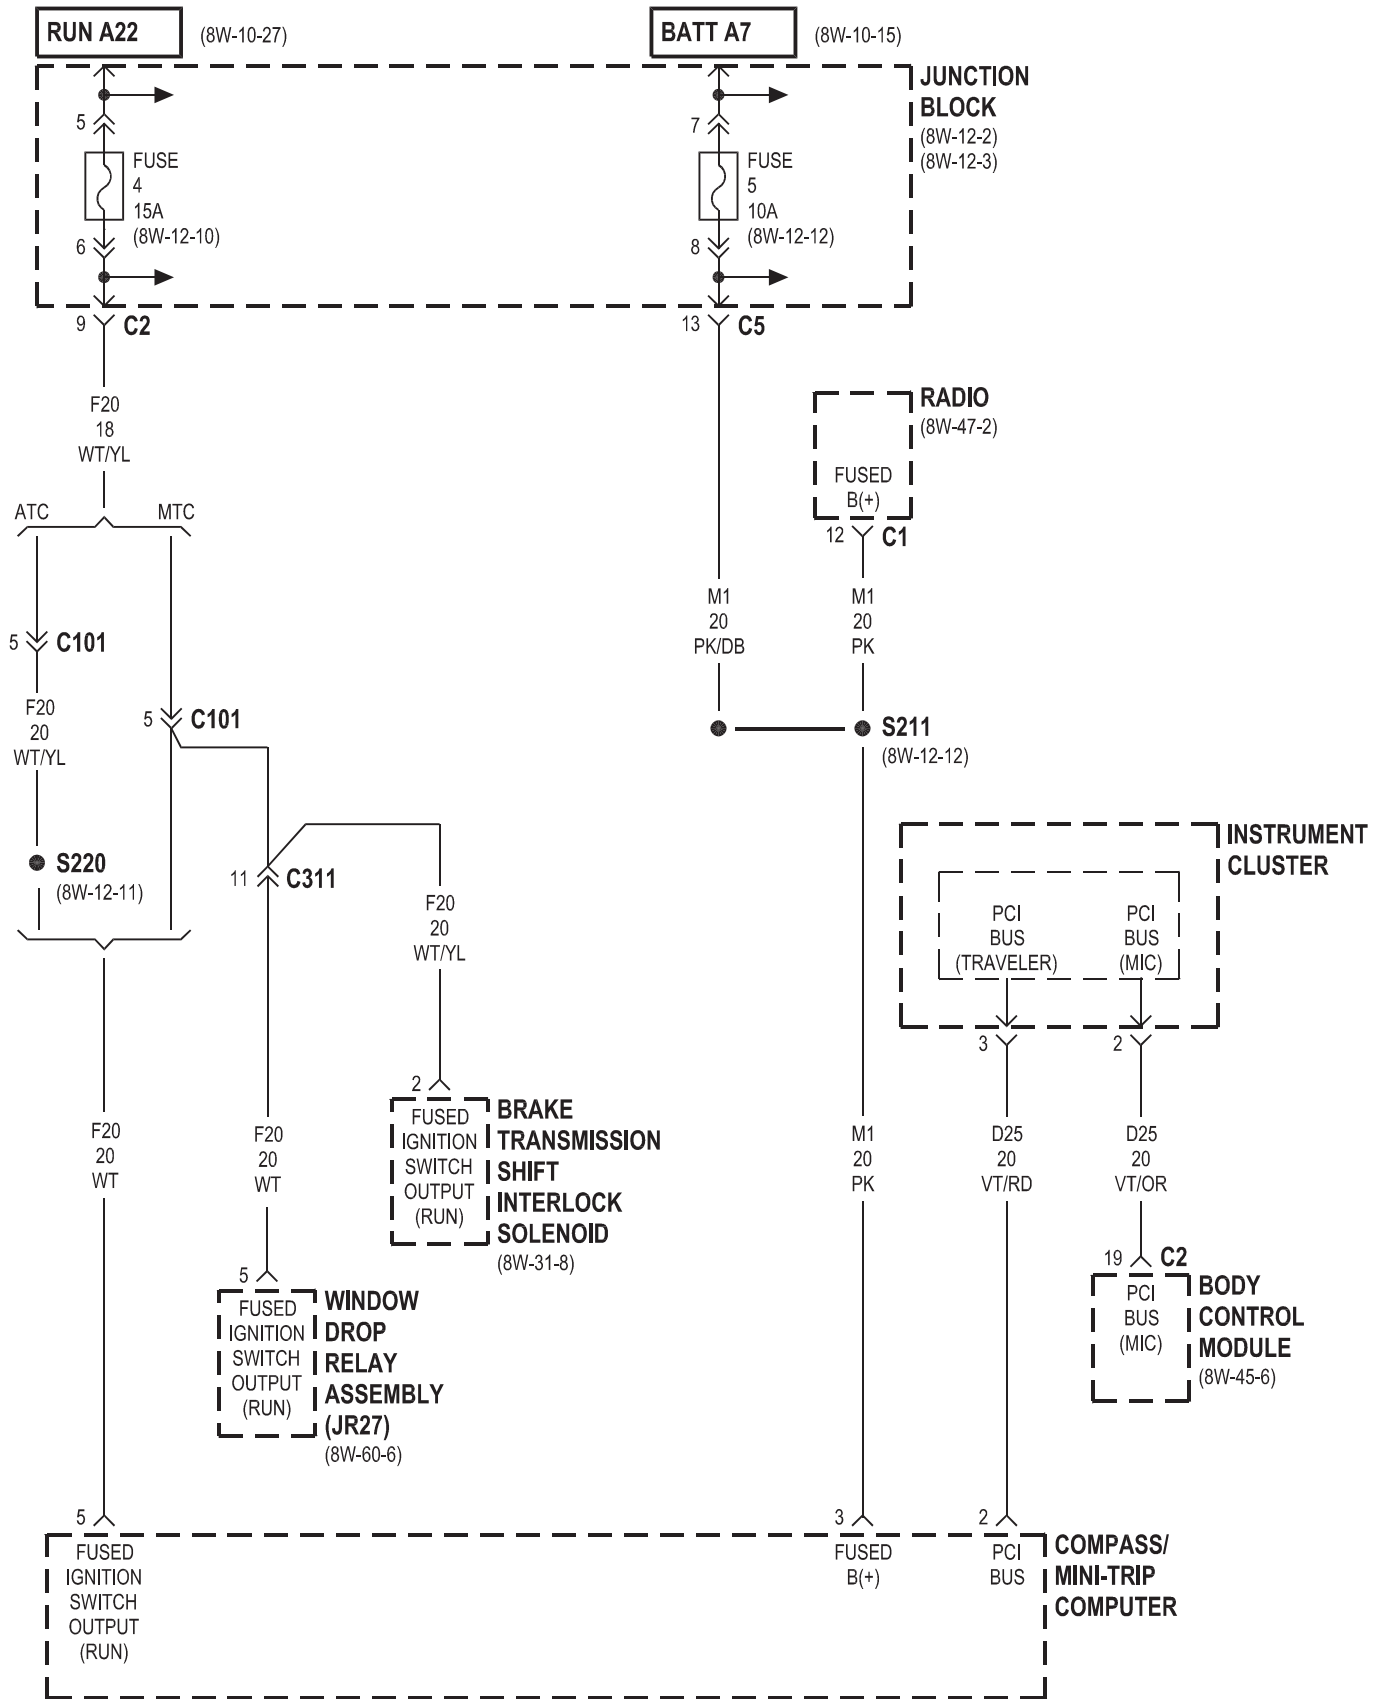 RUN A22
(8W-10-27)
BATT A7
(8W-10-15)
JUNCTION
BLOCK
(8W-12-2)
(8W-12-3)
5
FUSE
4
15A
(8W-12-10)
6
7
FUSE
5
10A
(8W-12-12)
8
9
C2
13
C5
F20
18
WT/YL
RADIO
(8W-47-2)
FUSED
B(+)
12
C1
ATC
MTC
M1
20
PK/DB
M1
20
PK
5
C101
F20
20
WT/YL
5
C101
S211
(8W-12-12)
S220
(8W-12-11)
11
C311
F20
20
WT/YL
INSTRUMENT
CLUSTER
PCI
BUS
(TRAVELER)
PCI
BUS
(MIC)
3
2
F20
20
WT
F20
20
WT
2
FUSED
IGNITION
SWITCH
OUTPUT
(RUN)
BRAKE
TRANSMISSION
SHIFT
INTERLOCK
SOLENOID
(8W-31-8)
M1
20
PK
D25
20
VT/RD
D25
20
VT/OR
5
FUSED
IGNITION
SWITCH
OUTPUT
(RUN)
WINDOW
DROP
RELAY
ASSEMBLY
(JR27)
(8W-60-6)
19
C2
PCI
BUS
(MIC)
BODY
CONTROL
MODULE
(8W-45-6)
5
FUSED
IGNITION
SWITCH
OUTPUT
(RUN)
3
FUSED
B(+)
2
PCI
BUS
COMPASS/
MINI-TRIP
COMPUTER